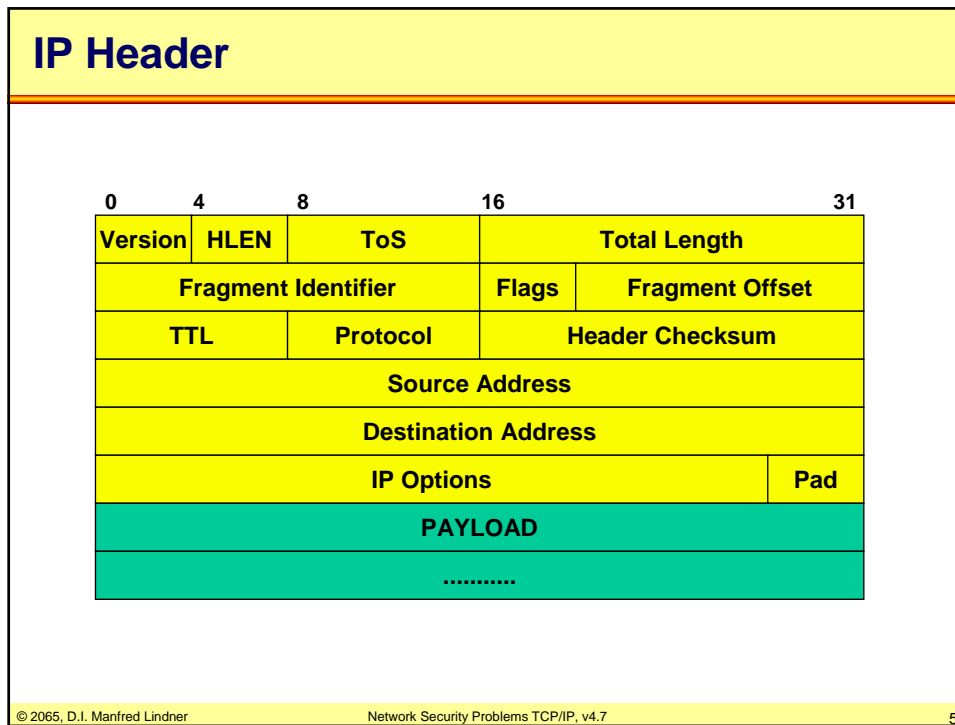 IP Header
0 4 8 16 31
Version HLEN ToS Total Length
Fragment Identifier Flags Fragment Offset
TTL Protocol Header Checksum
Source Address
Destination Address
IP Options Pad
PAYLOAD
...........
© 2065, D.I. Manfred Lindner Network Security Problems TCP/IP, v4.7 5